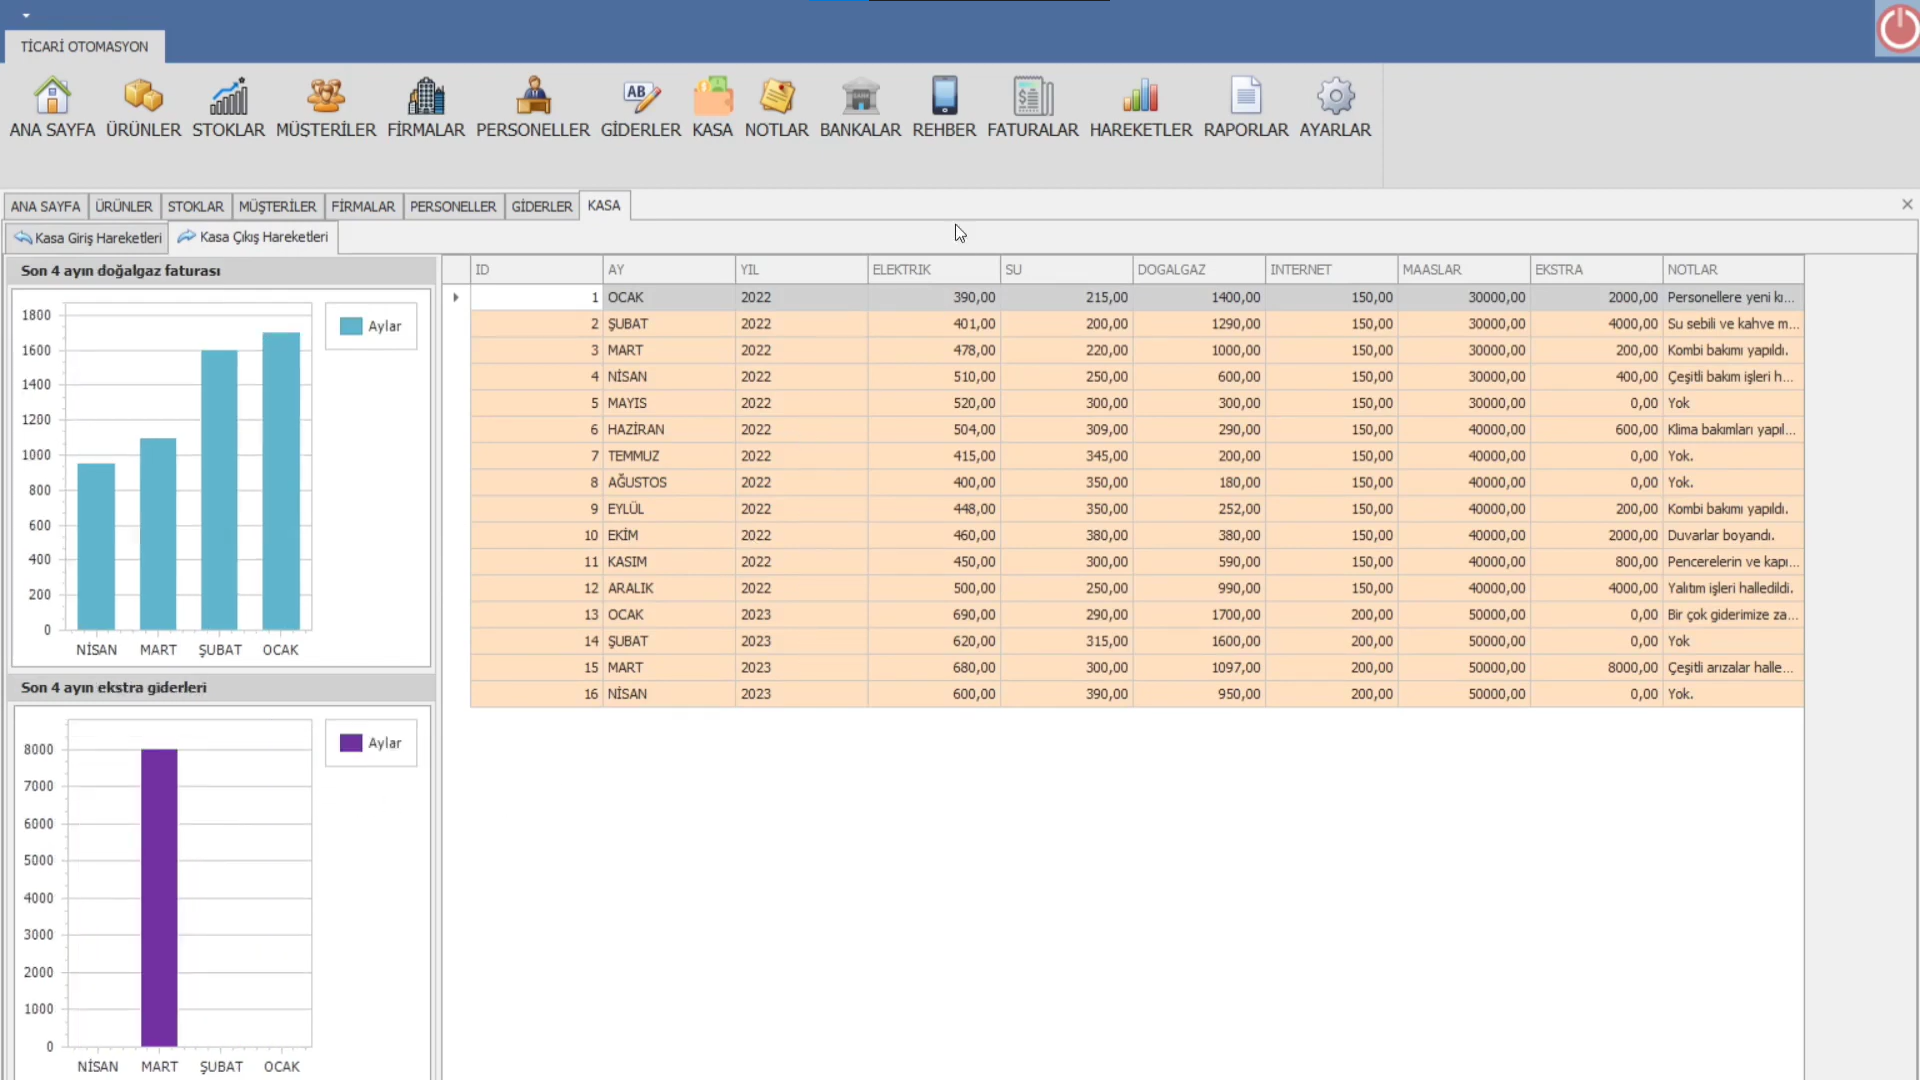 TİCARİ OTOMASYON
ANA SAYFA ÜRÜNLER STOKLAR MÜŞTERİLER FİRMALAR PERSONELLER GİDERLER KASA NOTLAR BANKALAR REHBER FATURALAR HAREKETLER RAPORLAR AYARLAR
ANA SAYFA ÜRÜNLER STOKLAR MÜŞTERİLER FİRMALAR PERSONELLER GİDERLER KASA
Kasa Giriş Hareketleri Kasa Çıkış Hareketleri
Son 4 ayın doğalgaz faturası
1800
1600
1400
1200
1000
800
600
400
200
0
NİSAN MART ŞUBAT OCAK
Aylar
Son 4 ayın ekstra giderleri
8000
7000
6000
5000
4000
3000
2000
1000
0
NİSAN MART ŞUBAT OCAK
Aylar
ID AY YIL ELEKTRIK SU DOGALGAZ INTERNET MAASLAR EKSTRA NOTLAR
1 OCAK 2022 390,00 215,00 1400,00 150,00 30000,00 2000,00 Personellere yeni kı...
2 ŞUBAT 2022 401,00 200,00 1290,00 150,00 30000,00 4000,00 Su sebili ve kahve m...
3 MART 2022 478,00 220,00 1000,00 150,00 30000,00 200,00 Kombi bakımı yapıldı.
4 NİSAN 2022 510,00 250,00 600,00 150,00 30000,00 400,00 Çeşitli bakım işleri h...
5 MAYIS 2022 520,00 300,00 300,00 150,00 30000,00 0,00 Yok
6 HAZİRAN 2022 504,00 309,00 290,00 150,00 40000,00 600,00 Klima bakımları yapıl...
7 TEMMUZ 2022 415,00 345,00 200,00 150,00 40000,00 0,00 Yok.
8 AĞUSTOS 2022 400,00 350,00 180,00 150,00 40000,00 0,00 Yok.
9 EYLÜL 2022 448,00 350,00 252,00 150,00 40000,00 200,00 Kombi bakımı yapıldı.
10 EKİM 2022 460,00 380,00 380,00 150,00 40000,00 2000,00 Duvarlar boyandı.
11 KASIM 2022 450,00 300,00 590,00 150,00 40000,00 800,00 Pencerelerin ve kapı...
12 ARALIK 2022 500,00 250,00 990,00 150,00 40000,00 4000,00 Yalıtım işleri halledildi.
13 OCAK 2023 690,00 290,00 1700,00 200,00 50000,00 0,00 Bir çok giderimize za...
14 ŞUBAT 2023 620,00 315,00 1600,00 200,00 50000,00 0,00 Yok
15 MART 2023 680,00 300,00 1097,00 200,00 50000,00 8000,00 Çeşitli arızalar halle...
16 NİSAN 2023 600,00 390,00 950,00 200,00 50000,00 0,00 Yok.